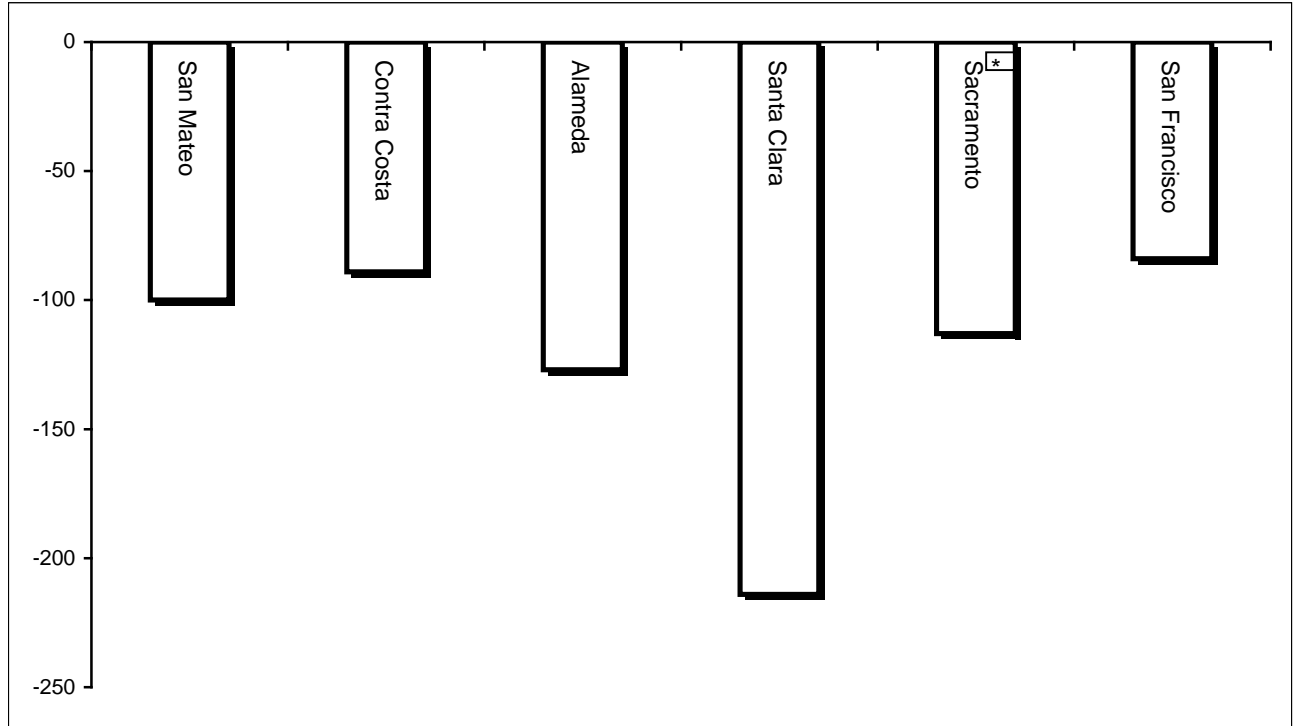 0
-50
-100
-150
-200
-250
San Mateo
Contra Costa
Alameda
Santa Clara
Sacramento
*
San Francisco